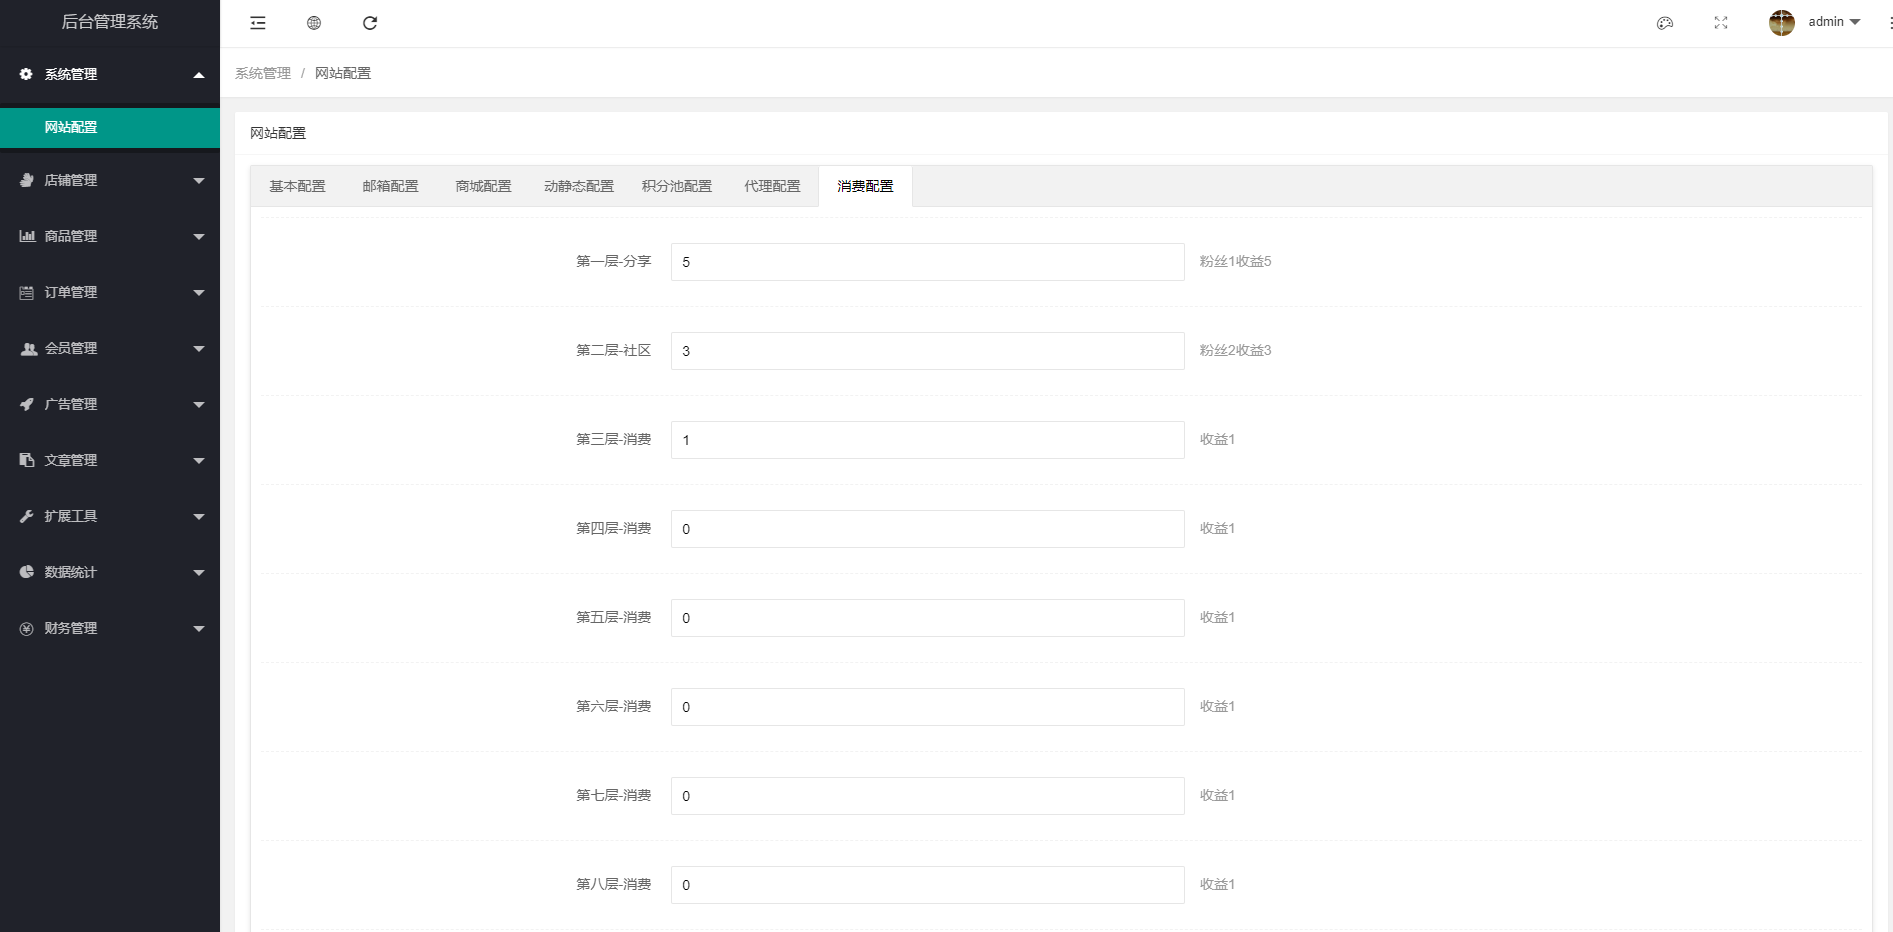 后台管理系统
admin
系统管理
网站配置
店铺管理
商品管理
订单管理
会员管理
广告管理
文章管理
扩展工具
数据统计
财务管理
系统管理 / 网站配置
网站配置
基本配置 邮箱配置 商城配置 动静态配置 积分池配置 代理配置 消费配置
第一层-分享 5 粉丝1收益5
第二层-社区 3 粉丝2收益3
第三层-消费 1 收益1
第四层-消费 0 收益1
第五层-消费 0 收益1
第六层-消费 0 收益1
第七层-消费 0 收益1
第八层-消费 0 收益1